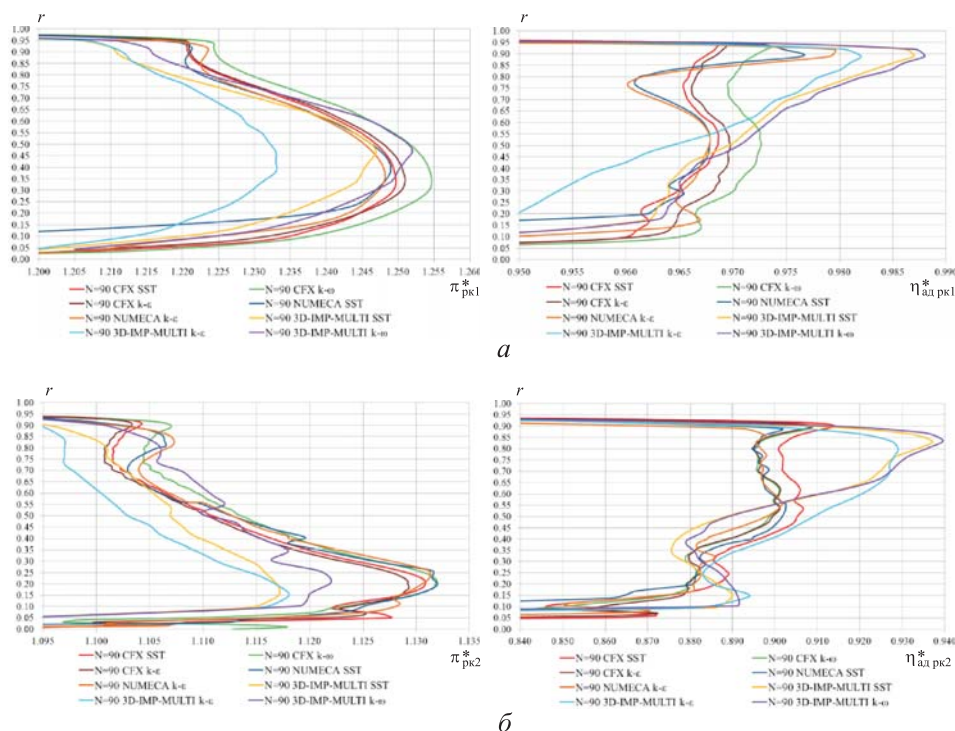 r
1.00
0.95
0.90
0.85
0.80
0.75
0.70
0.65
0.60
0.55
0.50
0.45
0.40
0.35
0.30
0.25
0.20
0.15
0.10
0.05
0.00
1.200 1.205 1.210 1.215 1.220 1.225 1.230 1.235 1.240 1.245 1.250 1.255 1.260
π*рк1
N=90 CFX SST
N=90 CFX k-ω
N=90 CFX k-ε
N=90 NUMECA SST
N=90 NUMECA k-ε
N=90 3D-IMP-MULTI SST
N=90 3D-IMP-MULTI k-ε
N=90 3D-IMP-MULTI k-ω
r
1.00
0.95
0.90
0.85
0.80
0.75
0.70
0.65
0.60
0.55
0.50
0.45
0.40
0.35
0.30
0.25
0.20
0.15
0.10
0.05
0.00
0.950 0.955 0.960 0.965 0.970 0.975 0.980 0.985 0.990
η*ад рк1
N=90 CFX SST
N=90 CFX k-ω
N=90 CFX k-ε
N=90 NUMECA SST
N=90 NUMECA k-ε
N=90 3D-IMP-MULTI SST
N=90 3D-IMP-MULTI k-ε
N=90 3D-IMP-MULTI k-ω
а
r
1.00
0.95
0.90
0.85
0.80
0.75
0.70
0.65
0.60
0.55
0.50
0.45
0.40
0.35
0.30
0.25
0.20
0.15
0.10
0.05
0.00
1.095 1.100 1.105 1.110 1.115 1.120 1.125 1.130 1.135
π*рк2
N=90 CFX SST
N=90 CFX k-ω
N=90 CFX k-ε
N=90 NUMECA SST
N=90 NUMECA k-ε
N=90 3D-IMP-MULTI SST
N=90 3D-IMP-MULTI k-ε
N=90 3D-IMP-MULTI k-ω
r
1.00
0.95
0.90
0.85
0.80
0.75
0.70
0.65
0.60
0.55
0.50
0.45
0.40
0.35
0.30
0.25
0.20
0.15
0.10
0.05
0.00
0.840 0.850 0.860 0.870 0.880 0.890 0.900 0.910 0.920 0.930 0.940
η*ад рк2
N=90 CFX SST
N=90 CFX k-ω
N=90 CFX k-ε
N=90 NUMECA SST
N=90 NUMECA k-ε
N=90 3D-IMP-MULTI SST
N=90 3D-IMP-MULTI k-ε
N=90 3D-IMP-MULTI k-ω
б